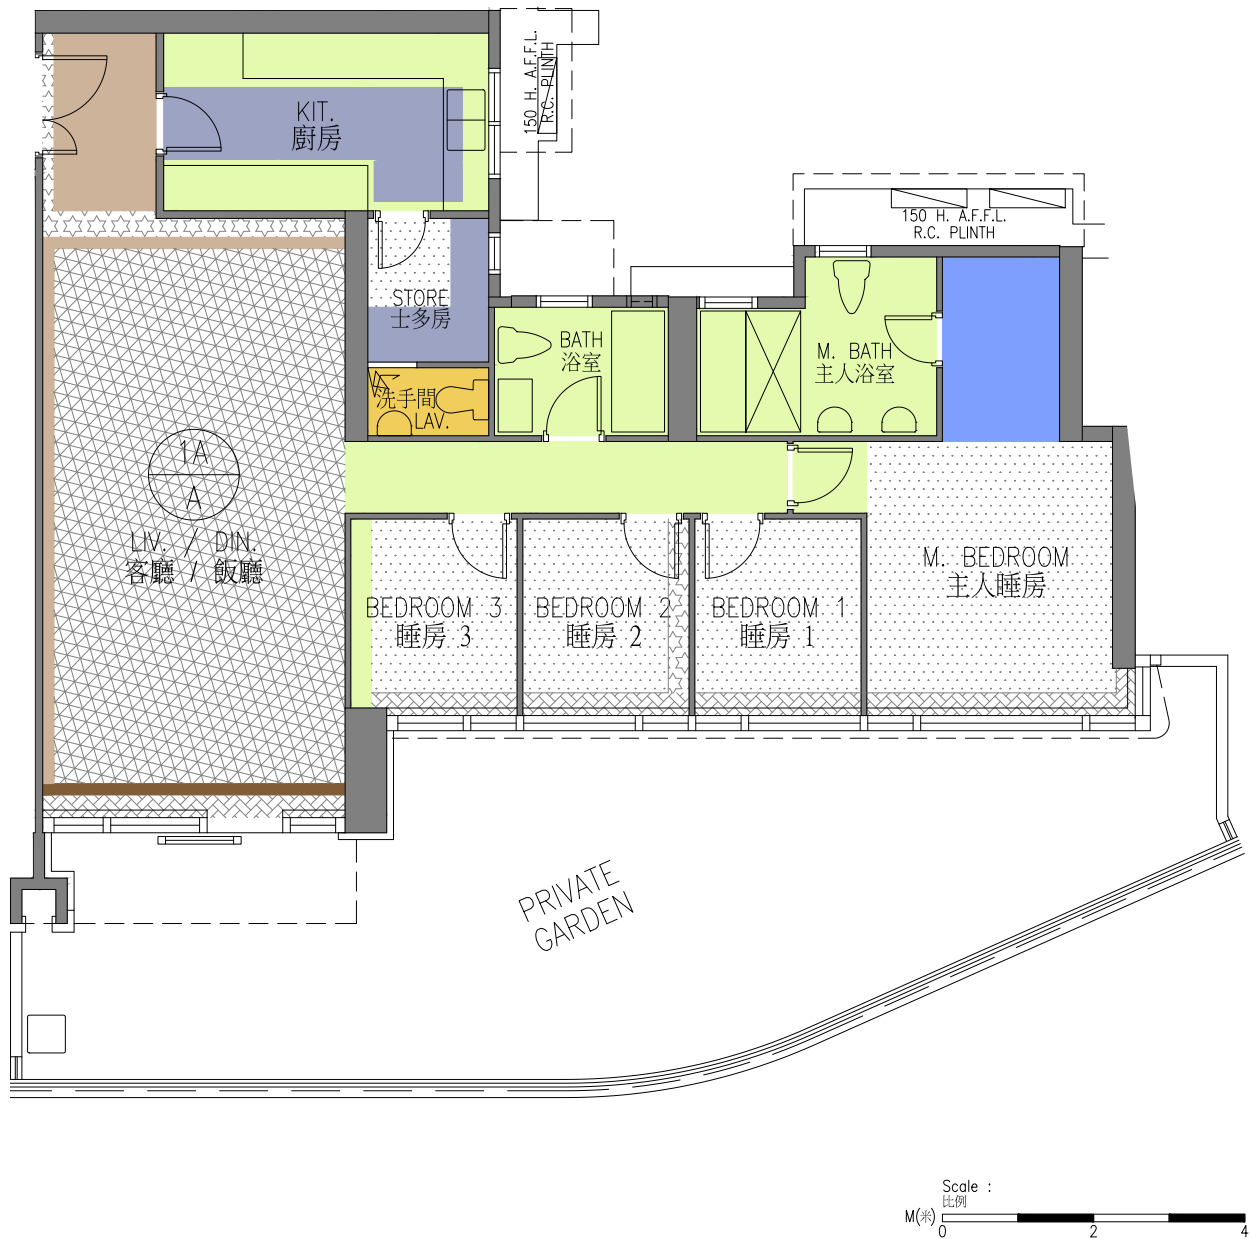 150 H. A.F.F.L.
R.C. PLINTH
KIT.
廚房
150 H. A.F.F.L.
R.C. PLINTH
STORE
士多房
BATH
浴室
M. BATH
主人浴室
洗手間
LAV.
1A
A
LIV. / DIN.
客廳 / 飯廳
M. BEDROOM
主人睡房
BEDROOM 3
睡房 3
BEDROOM 2
睡房 2
BEDROOM 1
睡房 1
PRIVATE
GARDEN
Scale :
比例
M(米)
0 2 4